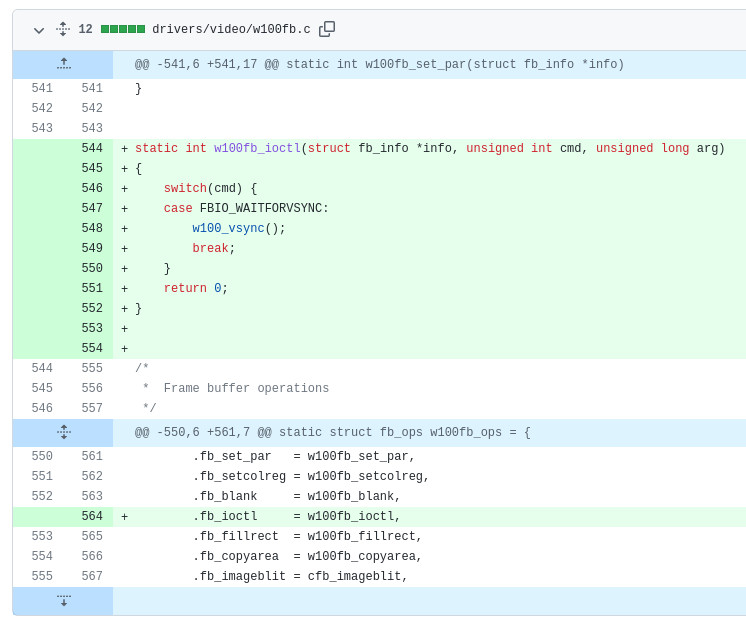 12 drivers/video/w100fb.c
@@ -541,6 +541,17 @@ static int w100fb_set_par(struct fb_info *info)
541 541 }
542 542
543 543
544 + static int w100fb_ioctl(struct fb_info *info, unsigned int cmd, unsigned long arg)
545 + {
546 +     switch(cmd) {
547 +     case FBIO_WAITFORVSYNC:
548 +         w100_vsync();
549 +         break;
550 +     }
551 +     return 0;
552 + }
553 +
554 +
544 555 /*
545 556  *  Frame buffer operations
546 557  */
@@ -550,6 +561,7 @@ static struct fb_ops w100fb_ops = {
550 561         .fb_set_par   = w100fb_set_par,
551 562         .fb_setcolreg = w100fb_setcolreg,
552 563         .fb_blank     = w100fb_blank,
564 +         .fb_ioctl     = w100fb_ioctl,
553 565         .fb_fillrect  = w100fb_fillrect,
554 566         .fb_copyarea  = w100fb_copyarea,
555 567         .fb_imageblit = cfb_imageblit,